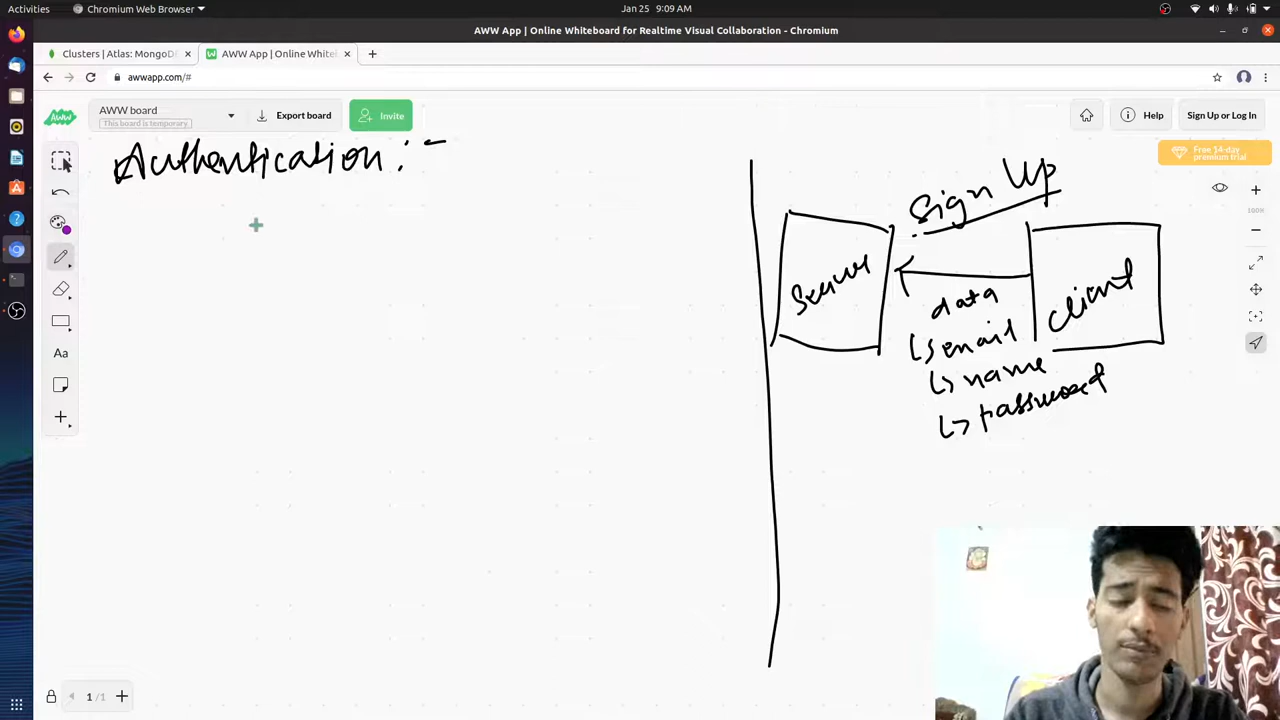 Activities
Chromium Web Browser
Jan 25 9:09 AM
AWW App | Online Whiteboard for Realtime Visual Collaboration - Chromium
Clusters | Atlas: MongoD
AWW App | Online White
awwapp.com/#
AWW
AWW board
This board is temporary.
Export board
Invite
Help
Sign Up or Log In
Free 14-day
premium trial
100%
Aa
Authentication :-
Sign Up
Server
Client
data
↳ email
↳ name
↳ password
1/1